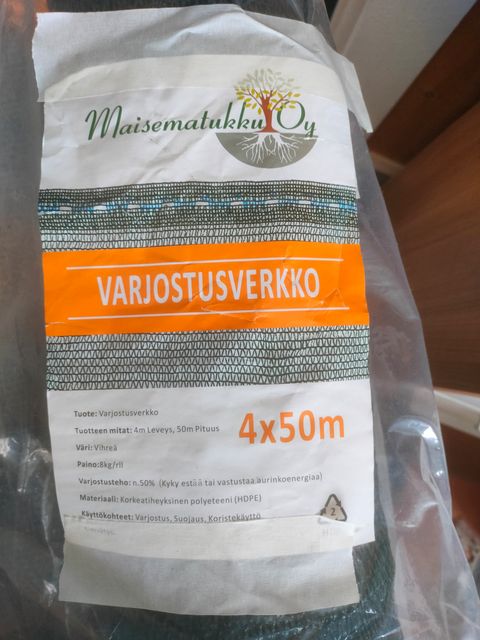 Maisematukku Oy
VARJOSTUSVERKKO
Tuote: Varjostusverkko
Tuotteen mitat: 4m Leveys, 50m Pituus
4x50m
Väri: Vihreä
Paino:8kg/rll
Varjostusteho: n.50% (Kyky estää tai vastustaa aurinkoenergiaa)
Materiaali: Korkeatiheyksinen polyeteeni (HDPE)
Käyttökohteet: Varjostus, Suojaus, Koristekäyttö
2